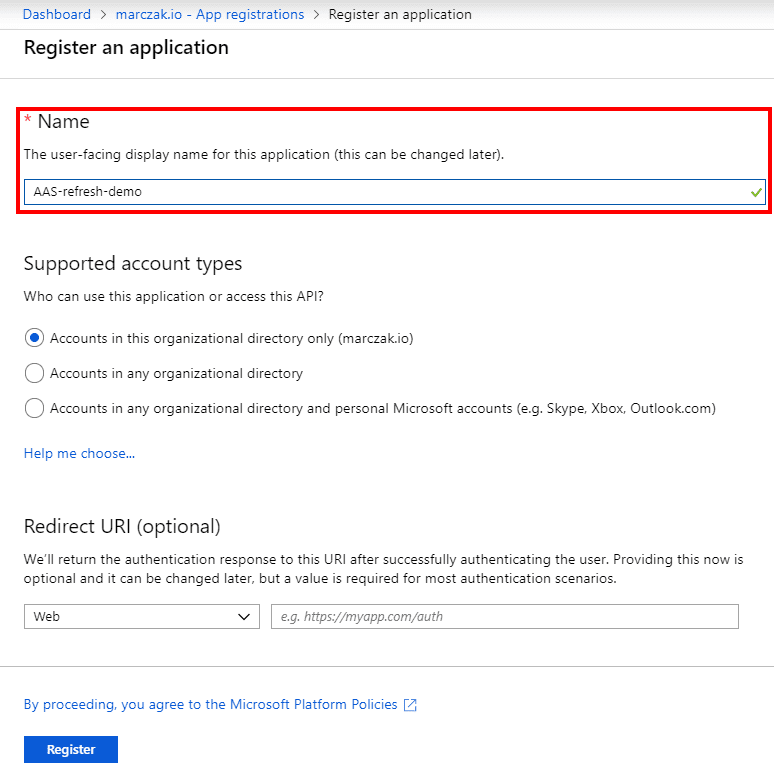 Dashboard > marczak.io - App registrations > Register an application
Register an application
* Name
The user-facing display name for this application (this can be changed later).
AAS-refresh-demo
Supported account types
Who can use this application or access this API?
Accounts in this organizational directory only (marczak.io)
Accounts in any organizational directory
Accounts in any organizational directory and personal Microsoft accounts (e.g. Skype, Xbox, Outlook.com)
Help me choose...
Redirect URI (optional)
We'll return the authentication response to this URI after successfully authenticating the user. Providing this now is
optional and it can be changed later, but a value is required for most authentication scenarios.
Web e.g. https://myapp.com/auth
By proceeding, you agree to the Microsoft Platform Policies
Register